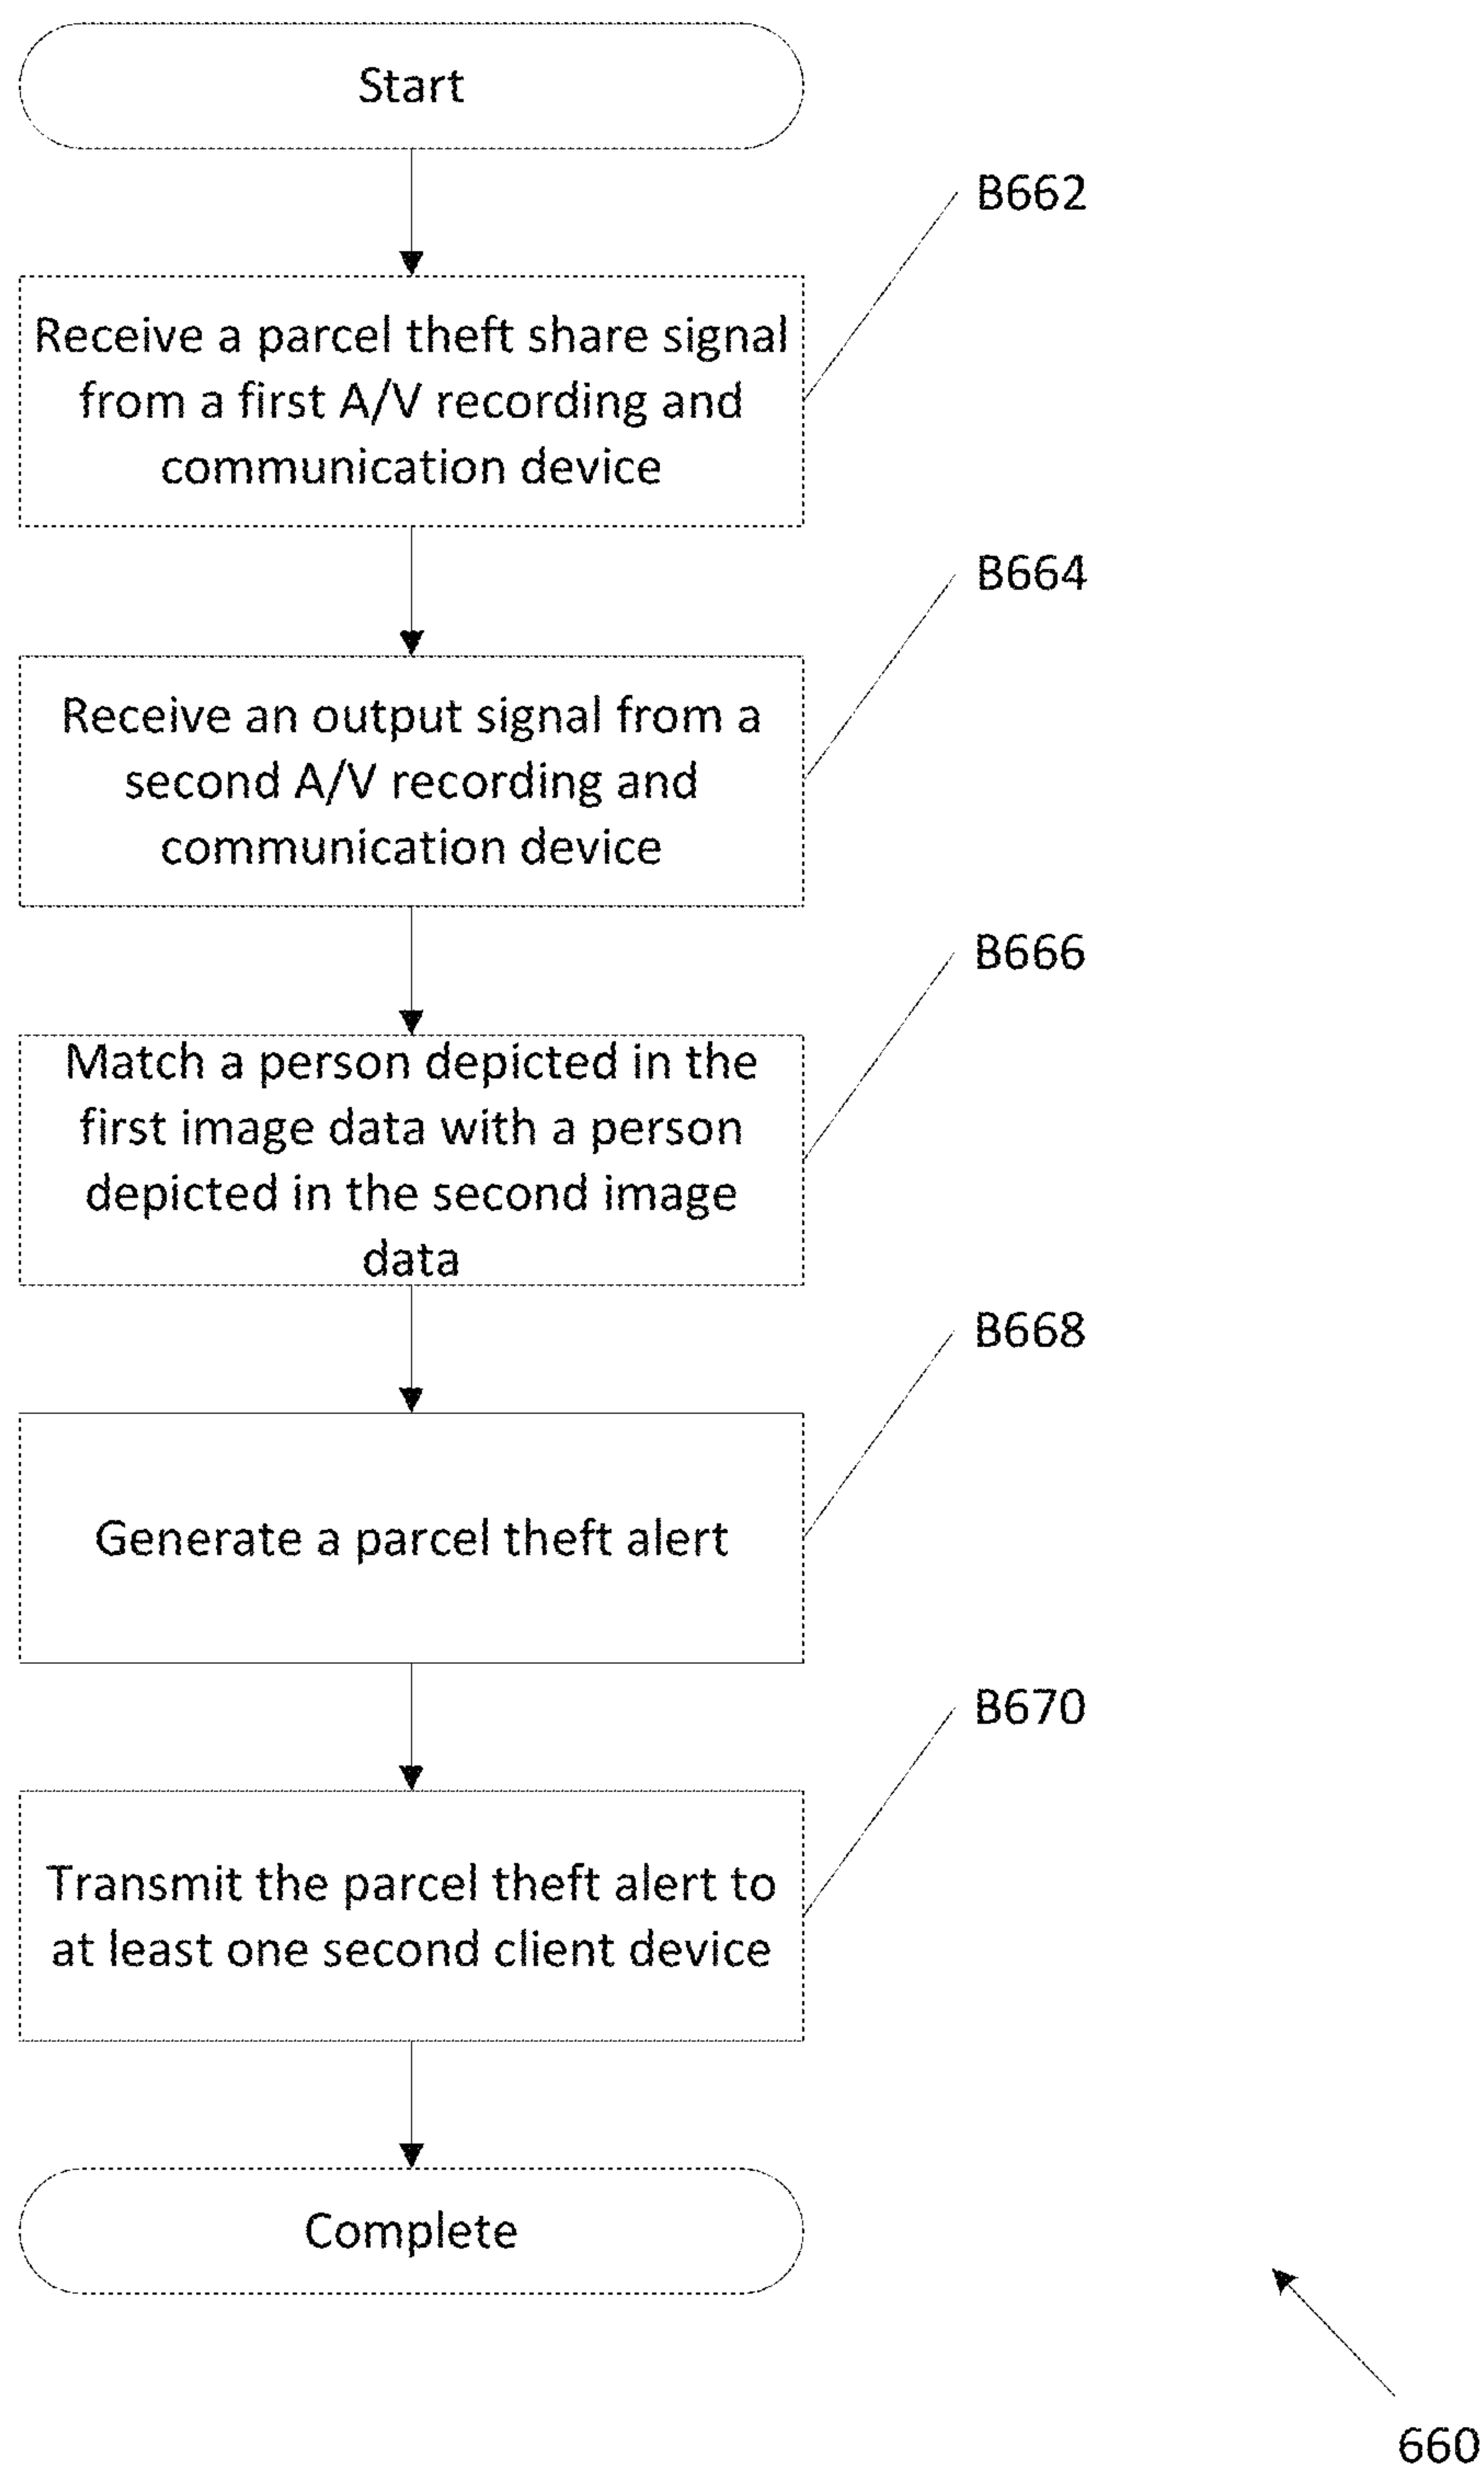 Start
B662
Receive a parcel theft share signal
from a first A/V recording and
communication device
B664
Receive an output signal from a
second A/V recording and
communication device
B666
Match a person depicted in the
first image data with a person
depicted in the second image
data
B668
Generate a parcel theft alert
B670
Transmit the parcel theft alert to
at least one second client device
Complete
660